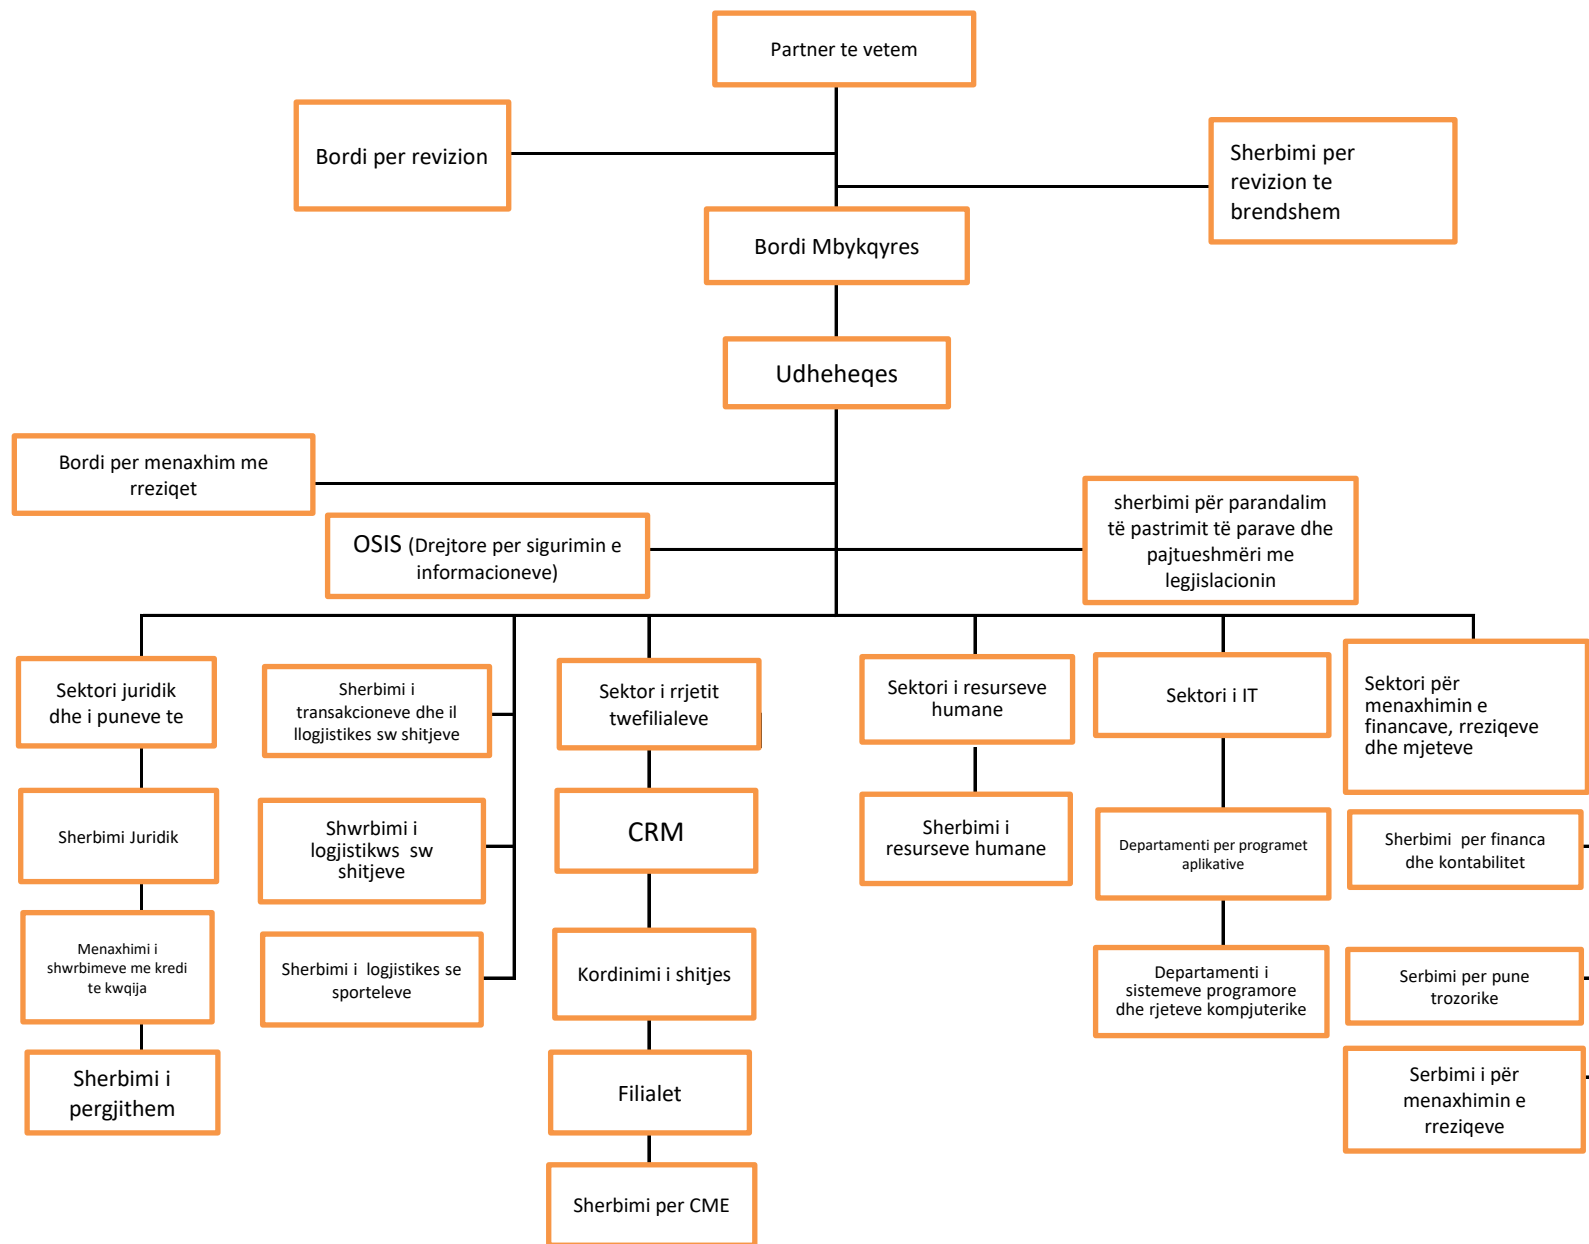 Partner te vetem
Bordi per revizion
Sherbimi per
revizion te
brendshem
Bordi Mbykqyres
Udheheqes
Bordi per menaxhim me
rreziqet
OSIS (Drejtore per sigurimin e
informacioneve)
sherbimi për parandalim
të pastrimit të parave dhe
pajtueshmëri me
legjislacionin
Sektori juridik
dhe i puneve te
Sherbimi i
transakcioneve dhe il
llogjistikes sw shitjeve
Sektor i rrjetit
twefilialeve
Sektori i resurseve
humane
Sektori i IT
Sektori për
menaxhimin e
financave, rreziqeve
dhe mjeteve
Sherbimi Juridik
Shwrbimi i
logjistikws sw
shitjeve
CRM
Sherbimi i
resurseve humane
Departamenti per programet
aplikative
Sherbimi per financa
dhe kontabilitet
Menaxhimi i
shwrbimeve me kredi
te kwqija
Sherbimi i logjistikes se
sporteleve
Kordinimi i shitjes
Departamenti i
sistemeve programore
dhe rjeteve kompjuterike
Serbimi per pune
trozorike
Sherbimi i
pergjithem
Filialet
Serbimi i për
menaxhimin e
rreziqeve
Sherbimi per CME